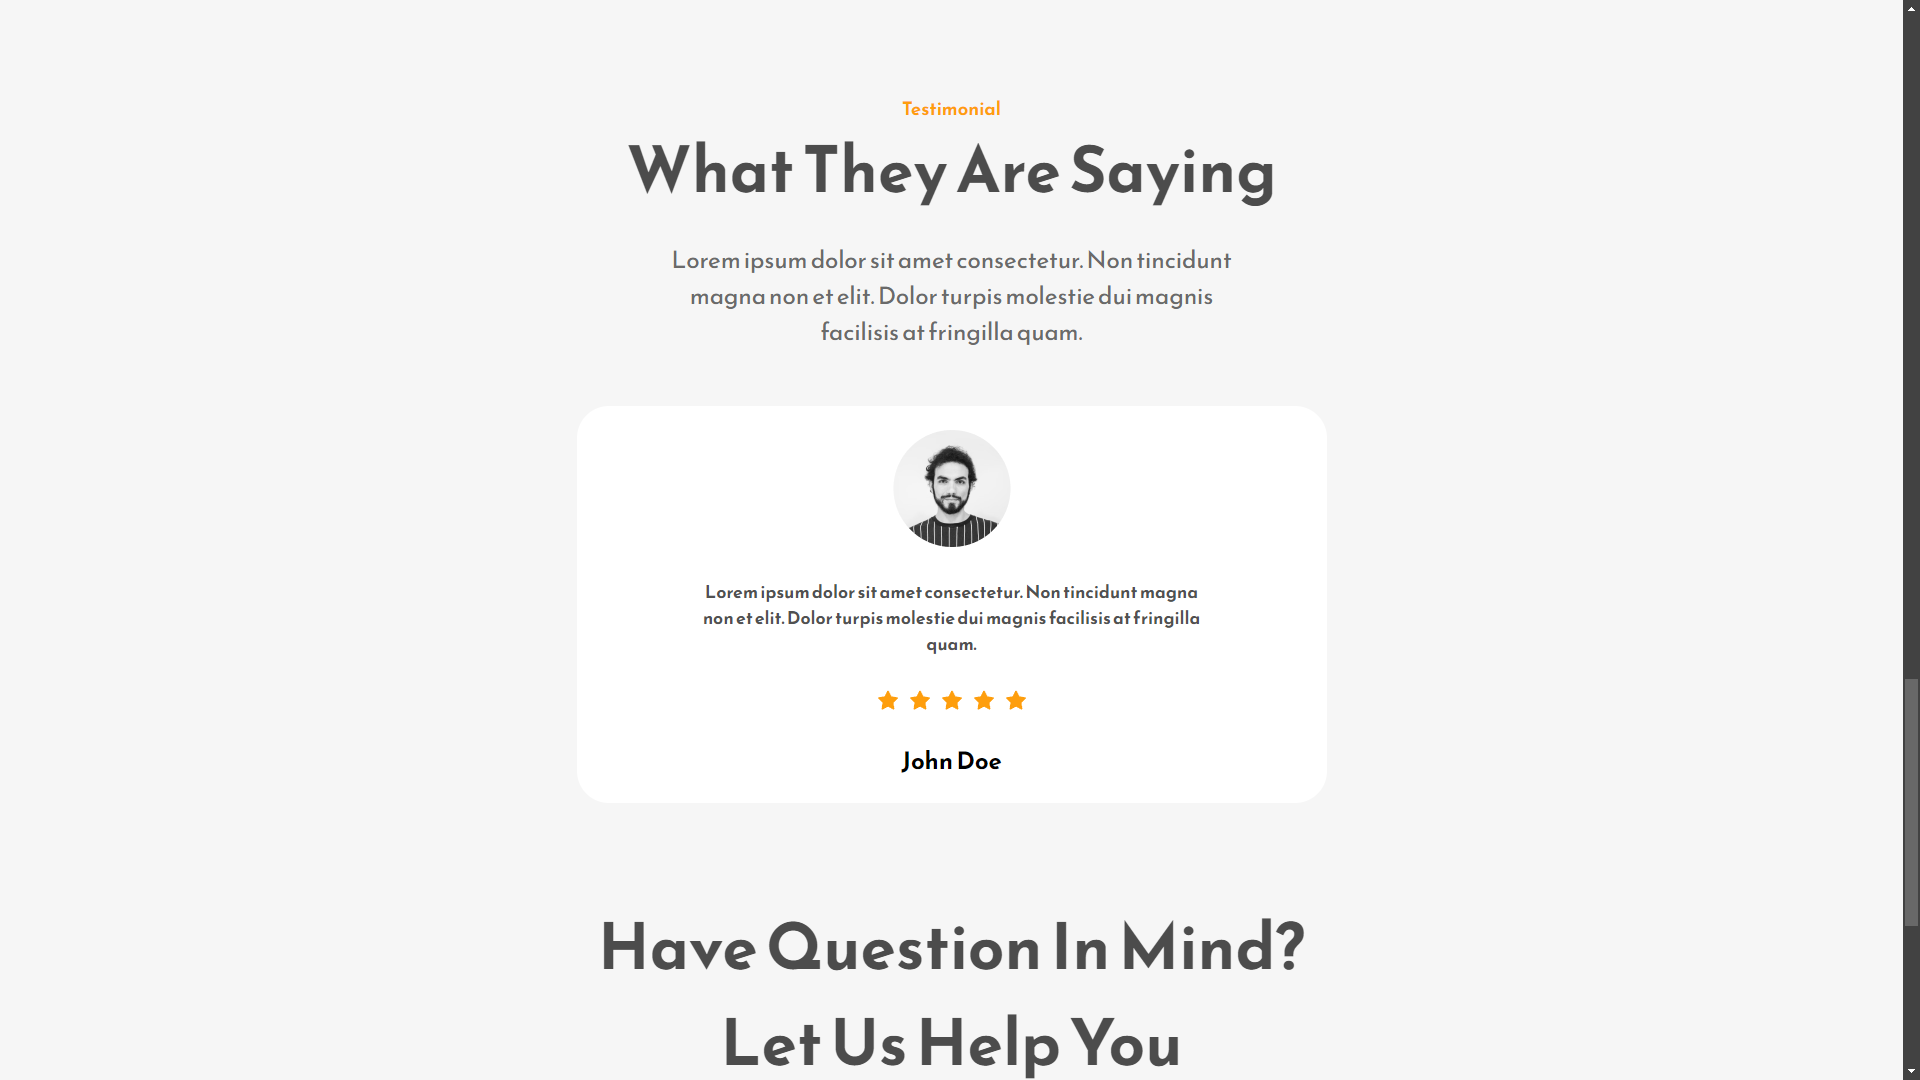 Testimonial
What They Are Saying
Lorem ipsum dolor sit amet consectetur. Non tincidunt
magna non et elit. Dolor turpis molestie dui magnis
facilisis at fringilla quam.
Lorem ipsum dolor sit amet consectetur. Non tincidunt magna
non et elit. Dolor turpis molestie dui magnis facilisis at fringilla
quam.
John Doe
Have Question In Mind?
Let Us Help You